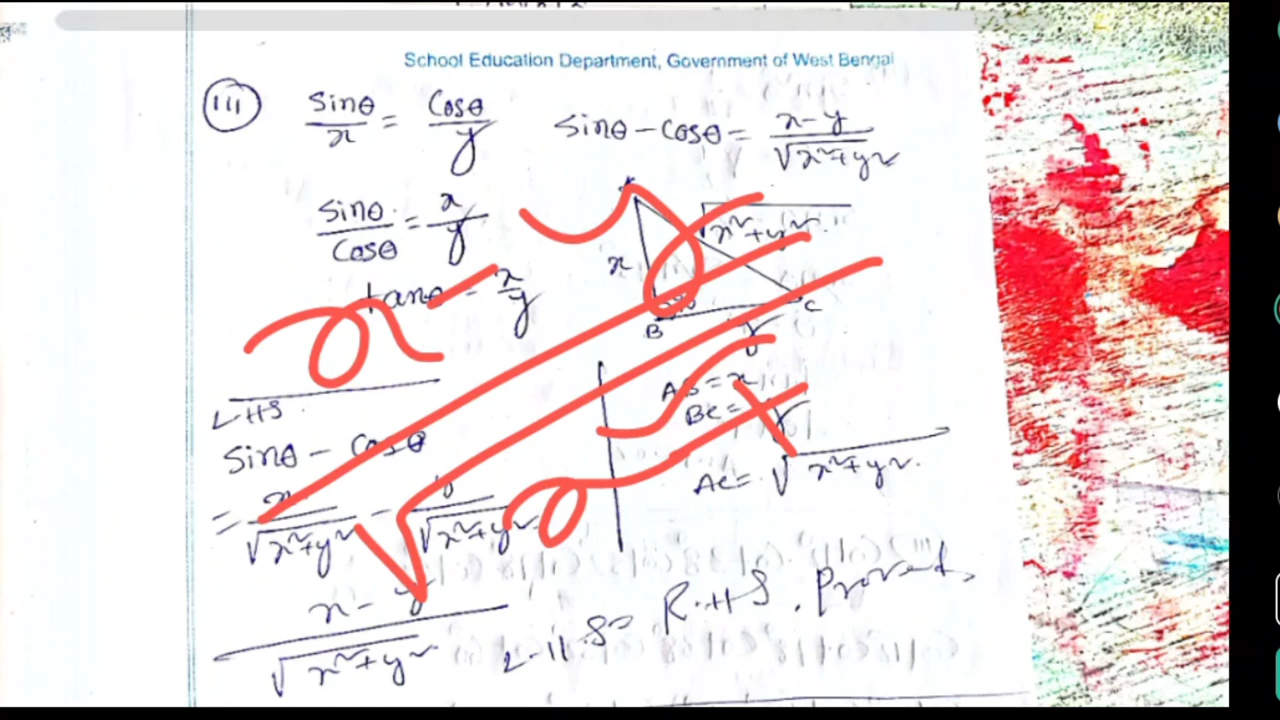 School Education Department, Government of West Bengal
(iii) sinθ/x = cosθ/y sinθ - cosθ = x-y/√x²+y²
sinθ/cosθ = x/y
tanθ = x/y
x √x²+y²
B y C
LHS
AB = x
BC = y
AC = √x²+y²
sinθ - cosθ
= x/√x²+y² - y/√x²+y²
x-y/√x²+y²
L.H.S = R.H.S. Proved